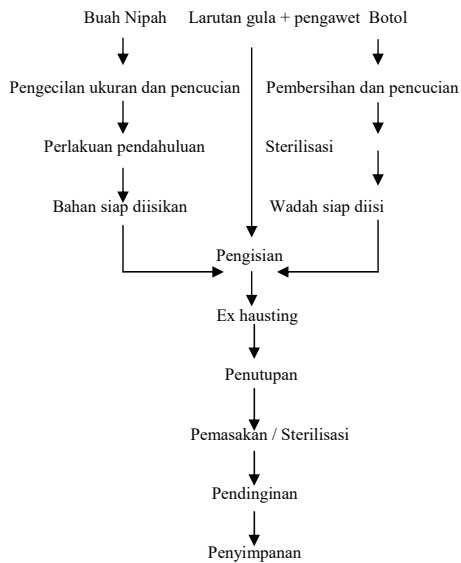 Buah Nipah Larutan gula + pengawet Botol
Pengecilan ukuran dan pencucian Pembersihan dan pencucian
Perlakuan pendahuluan Sterilisasi
Bahan siap diisikan Wadah siap diisi
Pengisian
Ex hausting
Penutupan
Pemasakan / Sterilisasi
Pendinginan
Penyimpanan